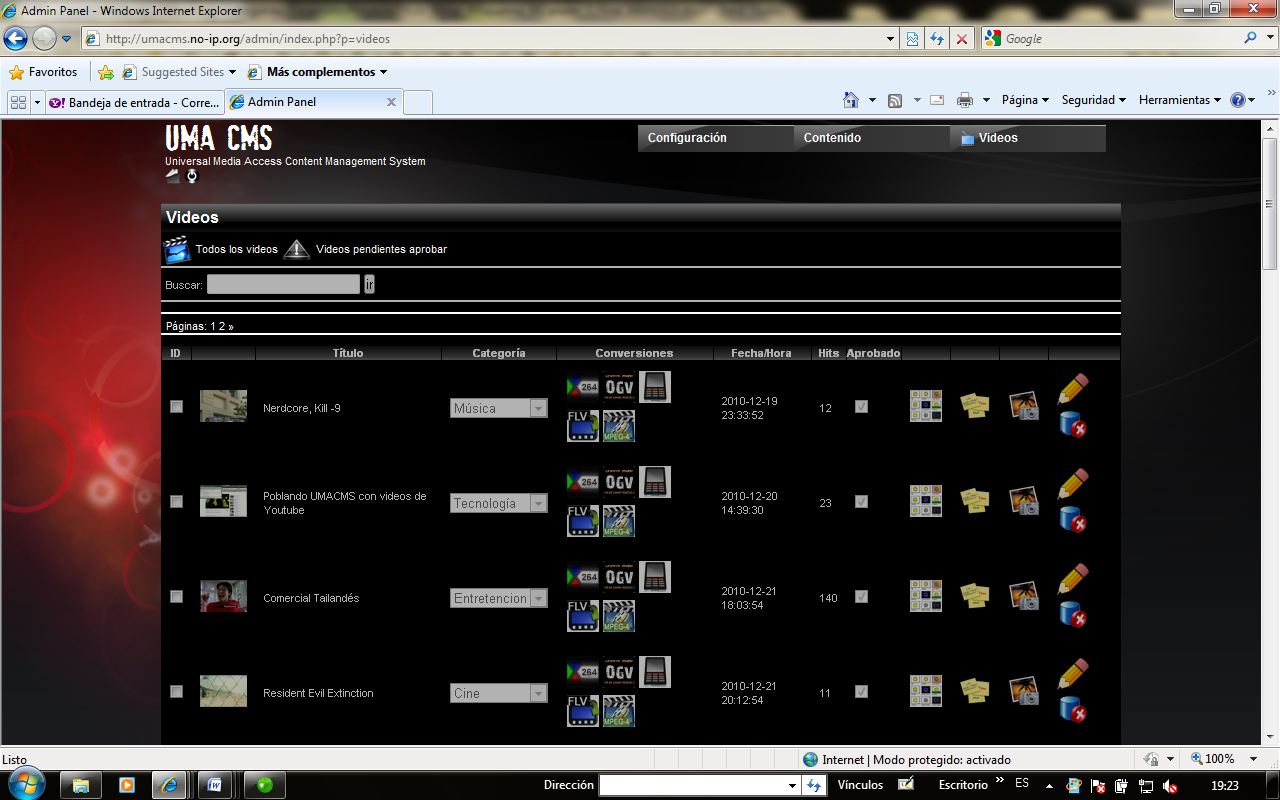 Admin Panel - Windows Internet Explorer
http://umacms.no-ip.org/admin/index.php?p=videos
Google
Favoritos
Suggested Sites
Más complementos
Bandeja de entrada - Corre...
Admin Panel
Página
Seguridad
Herramientas
UMA CMS
Universal Media Access Content Management System
Configuración
Contenido
Videos
Videos
Todos los videos
Videos pendientes aprobar
Buscar:
ir
Páginas: 1 2 »
ID Título Categoría Conversiones Fecha/Hora Hits Aprobado
Nerdcore, Kill -9
Música
264 OGV
FLV MPEG-4
2010-12-19
23:33:52
12
Poblando UMACMS con videos de
Youtube
Tecnología
264 OGV
FLV MPEG-4
2010-12-20
14:39:30
23
Comercial Tailandés
Entretencion
264 OGV
FLV MPEG-4
2010-12-21
18:03:54
140
Resident Evil Extinction
Cine
264 OGV
FLV MPEG-4
2010-12-21
20:12:54
11
Listo
Internet | Modo protegido: activado
100%
Dirección
Vínculos
Escritorio »
ES
19:23